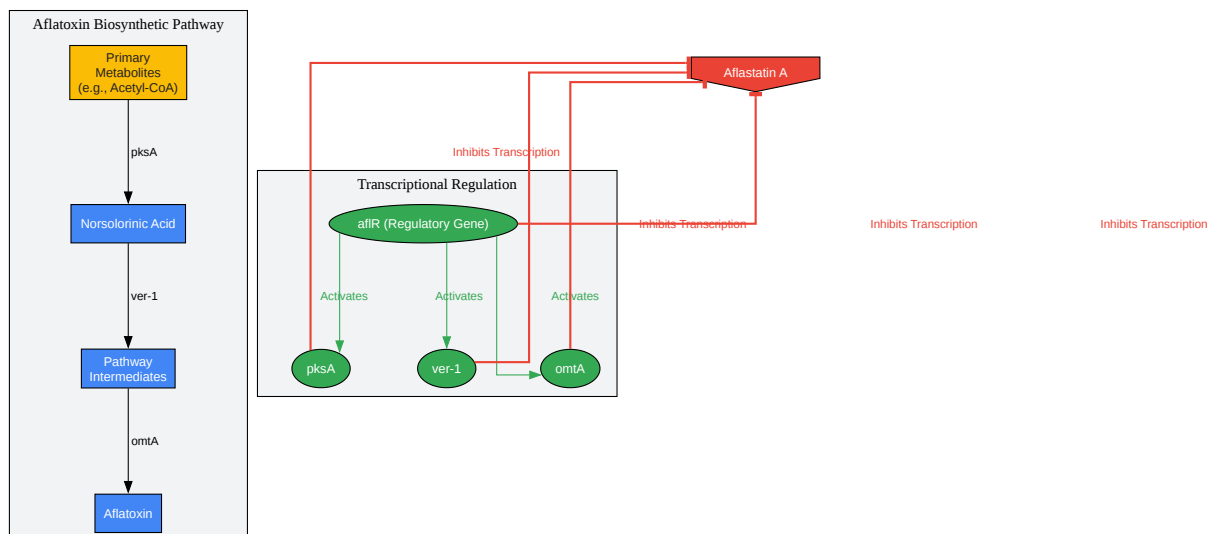 Aflatoxin Biosynthetic Pathway
Primary
Metabolites
(e.g., Acetyl-CoA)
pksA
Norsolorinic Acid
ver-1
Pathway
Intermediates
omtA
Aflatoxin
Aflastatin A
Inhibits Transcription
Transcriptional Regulation
aflR (Regulatory Gene)
Inhibits Transcription
Inhibits Transcription
Inhibits Transcription
Activates
Activates
Activates
pksA
ver-1
omtA